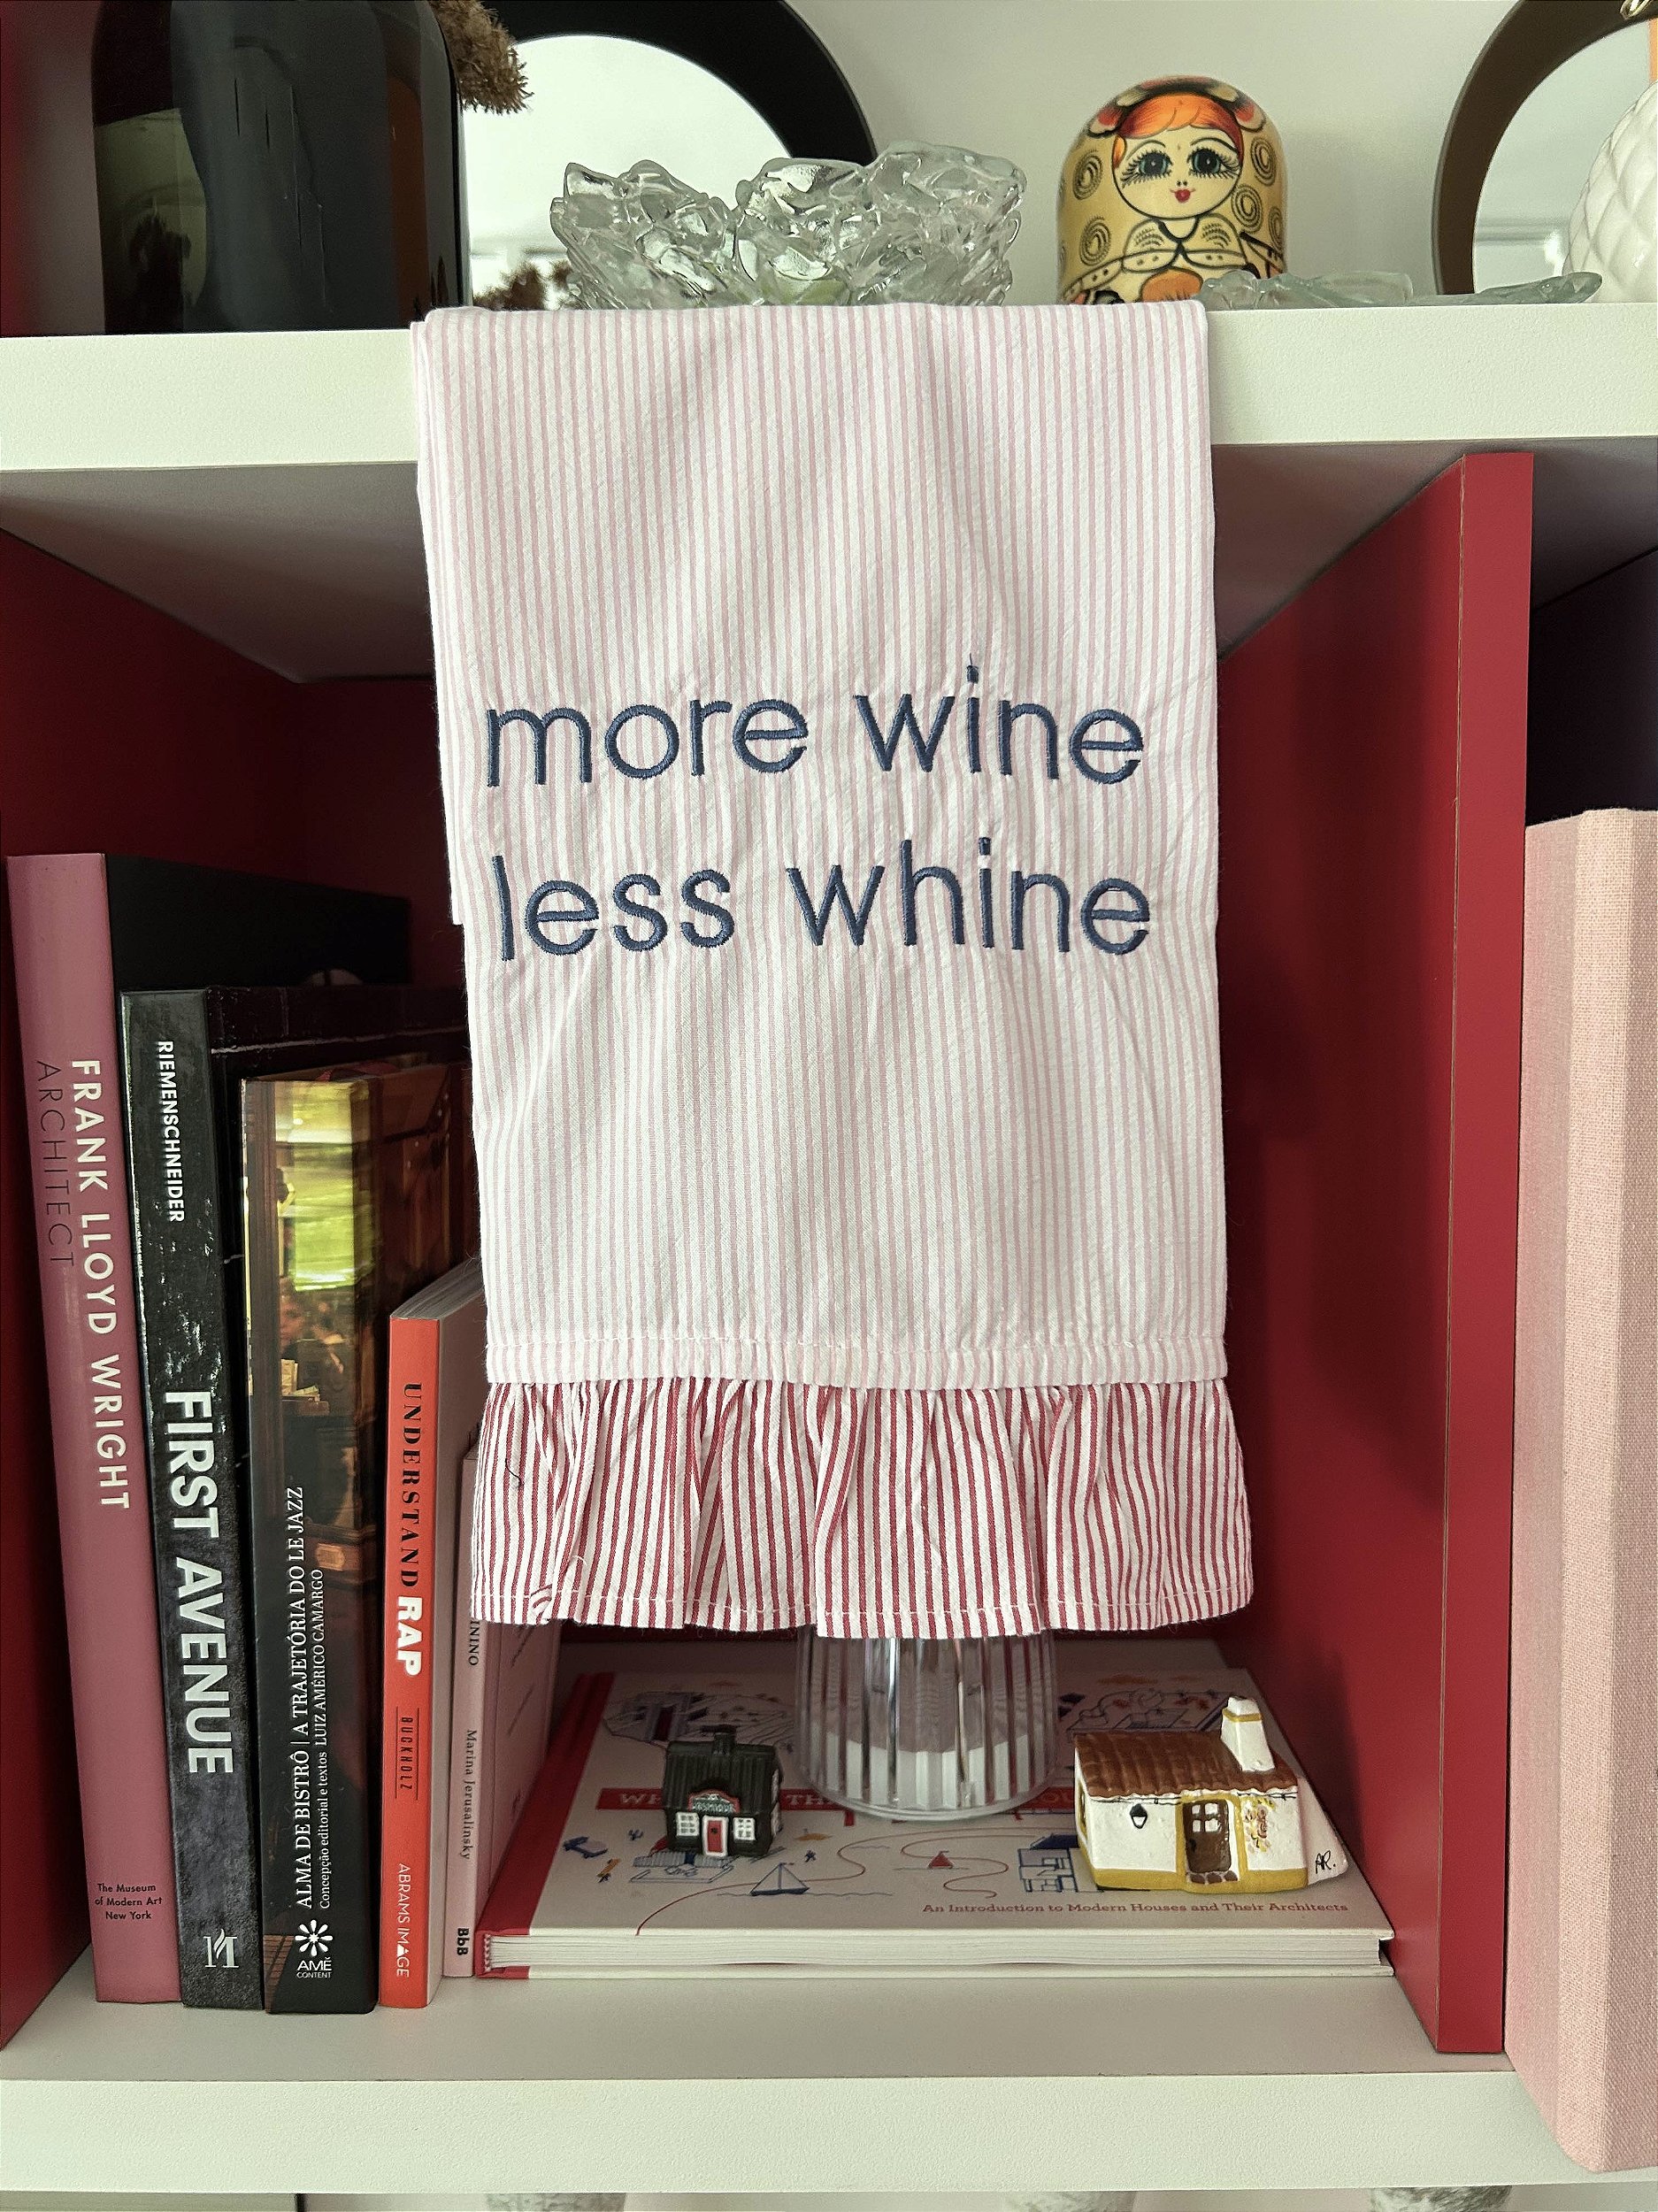 more wine
less whine
FRANK LLOYD WRIGHT
ARCHITECT
The Museum
of Modern Art
New York
RIEMENSCHNEIDER
FIRST AVENUE
ALMA DE BISTRÔ | A TRAJETÓRIA DO LE JAZZ
Concepção editorial e textos LUIZ AMÉRICO CAMARGO
AMË
CONTENT
UNDERSTAND RAP
BUCKHOLZ
ABRAMS IMAGE
Marina Jerusalinsky
BbB
An Introduction to Modern Houses and Their Architects
AR.